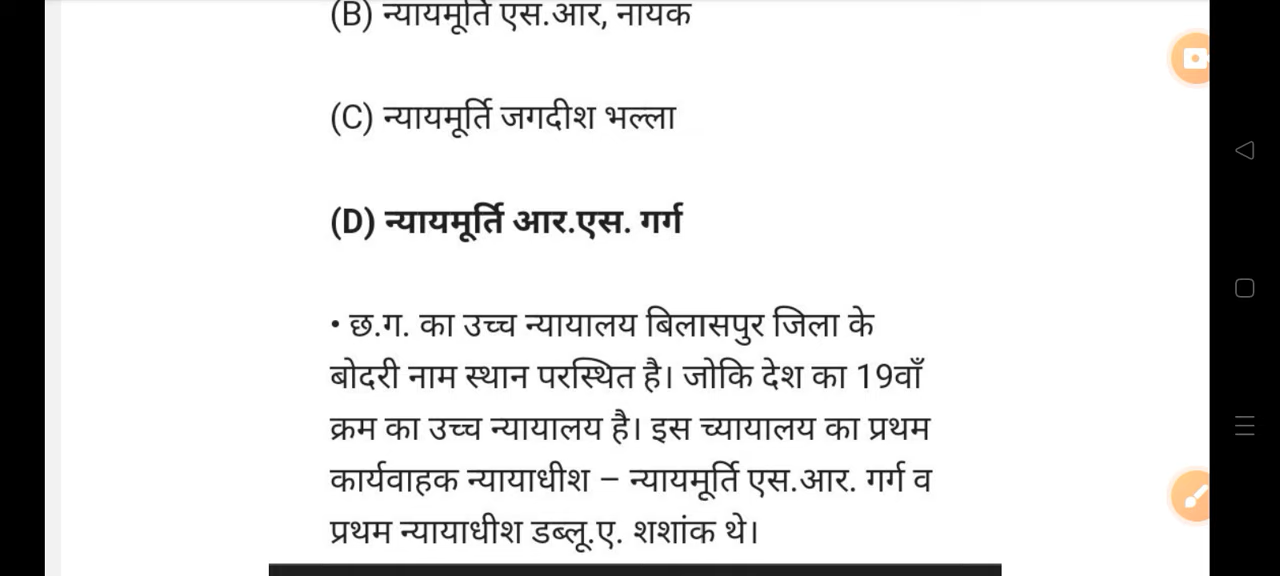 (B) न्यायमूर्ति एस.आर, नायक
(C) न्यायमूर्ति जगदीश भल्ला
(D) न्यायमूर्ति आर.एस. गर्ग
• छ.ग. का उच्च न्यायालय बिलासपुर जिला के
बोदरी नाम स्थान परस्थित है। जोकि देश का 19वाँ
क्रम का उच्च न्यायालय है। इस च्यायालय का प्रथम
कार्यवाहक न्यायाधीश – न्यायमूर्ति एस.आर. गर्ग व
प्रथम न्यायाधीश डब्लू.ए. शशांक थे।